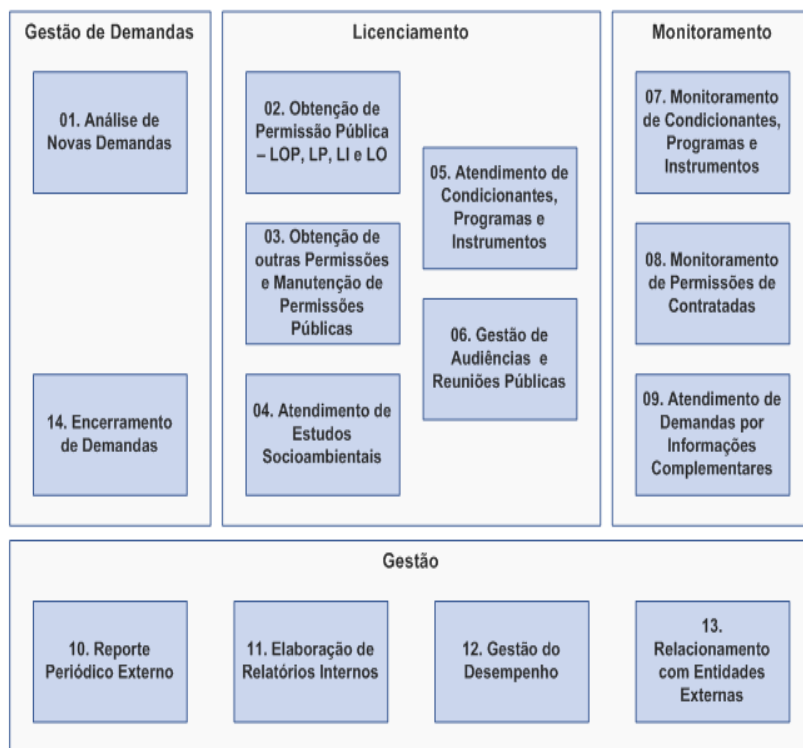 Gestão de Demandas
01. Análise de
Novas Demandas
14. Encerramento
de Demandas
Licenciamento
02. Obtenção de
Permissão Pública
– LOP, LP, LI e LO
03. Obtenção de
outras Permissões
e Manutenção de
Permissões
Públicas
04. Atendimento de
Estudos
Socioambientais
05. Atendimento de
Condicionantes,
Programas e
Instrumentos
06. Gestão de
Audiências e
Reuniões Públicas
Monitoramento
07. Monitoramento
de Condicionantes,
Programas e
Instrumentos
08. Monitoramento
de Permissões de
Contratadas
09. Atendimento de
Demandas por
Informações
Complementares
Gestão
10. Reporte
Periódico Externo
11. Elaboração de
Relatórios Internos
12. Gestão do
Desempenho
13.
Relacionamento
com Entidades
Externas